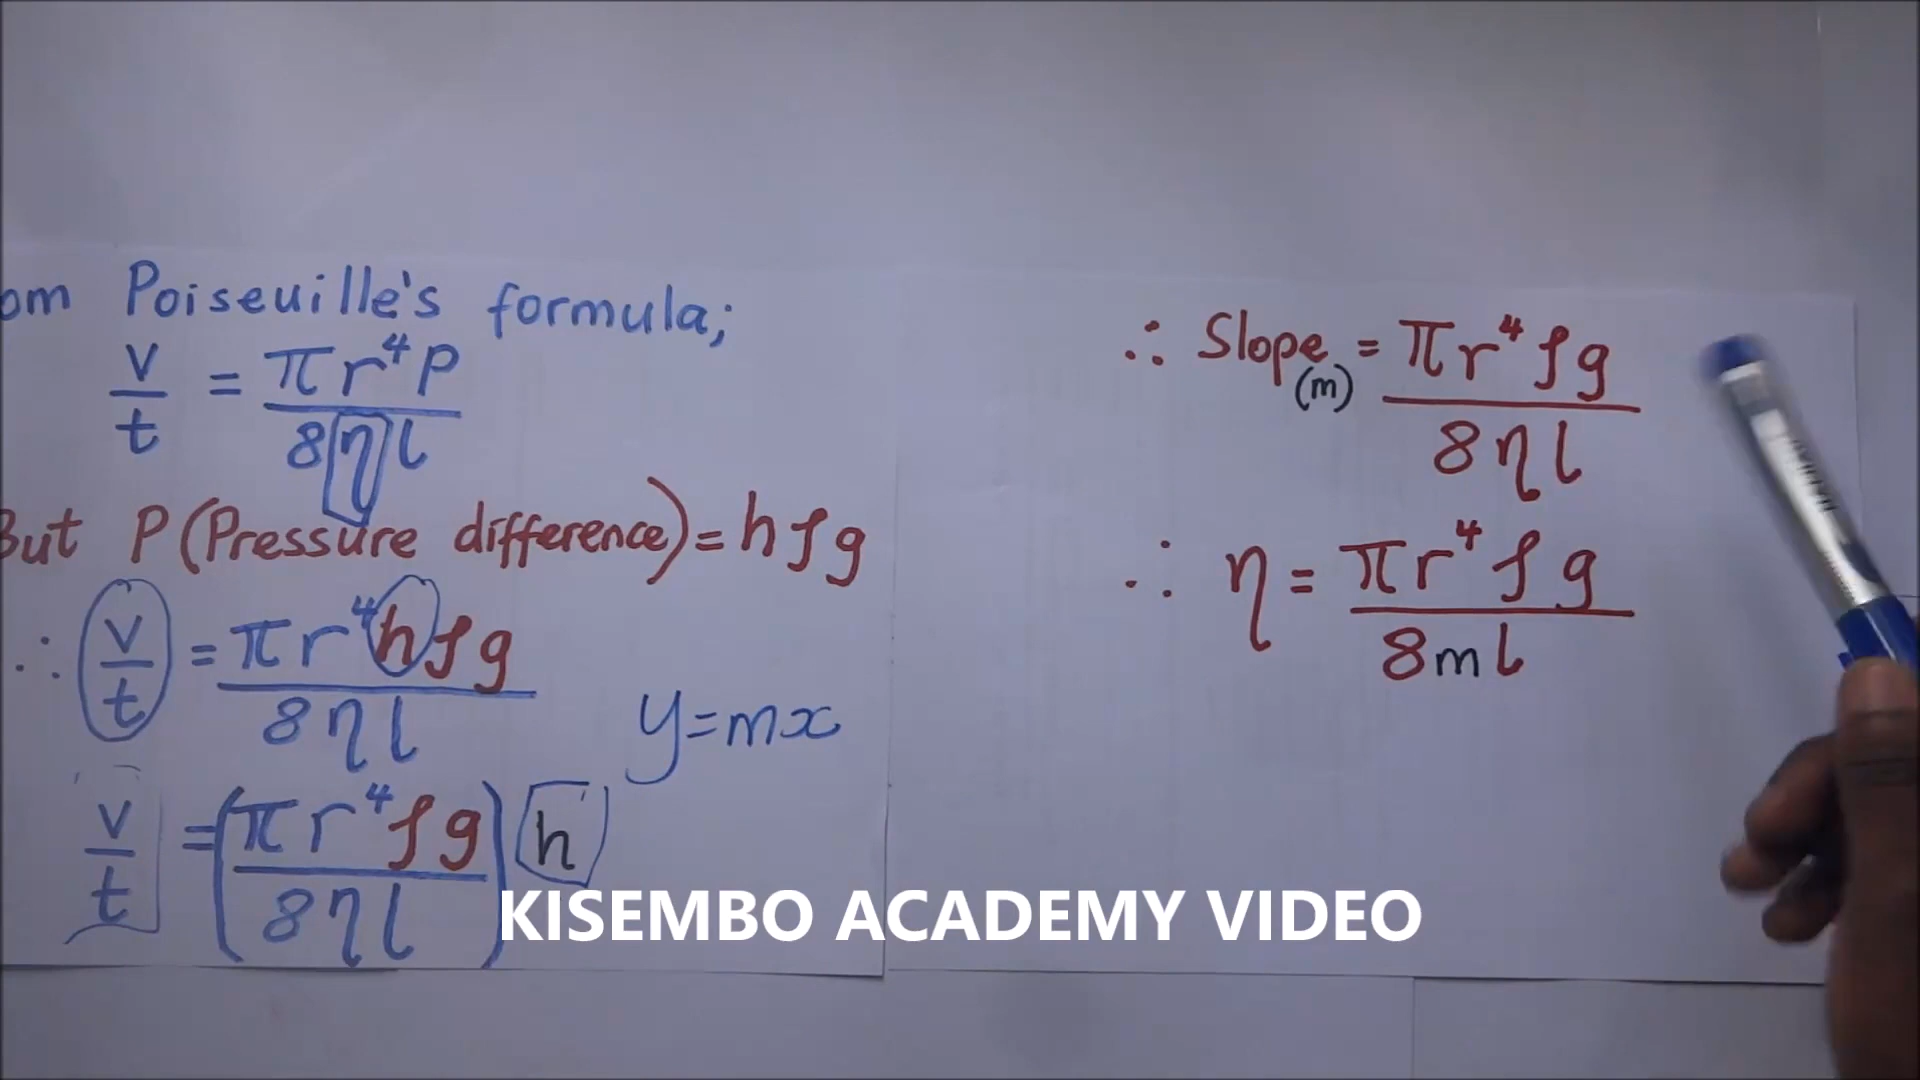 om Poiseuille's formula;
v/t = πr⁴P / 8ηl
But P (Pressure difference) = hρg
∴ v/t = πr⁴hρg / 8ηl
y = mx
v/t = (πr⁴ρg / 8ηl) h
∴ Slope (m) = πr⁴ρg / 8ηl
∴ η = πr⁴ρg / 8ml
KISEMBO ACADEMY VIDEO